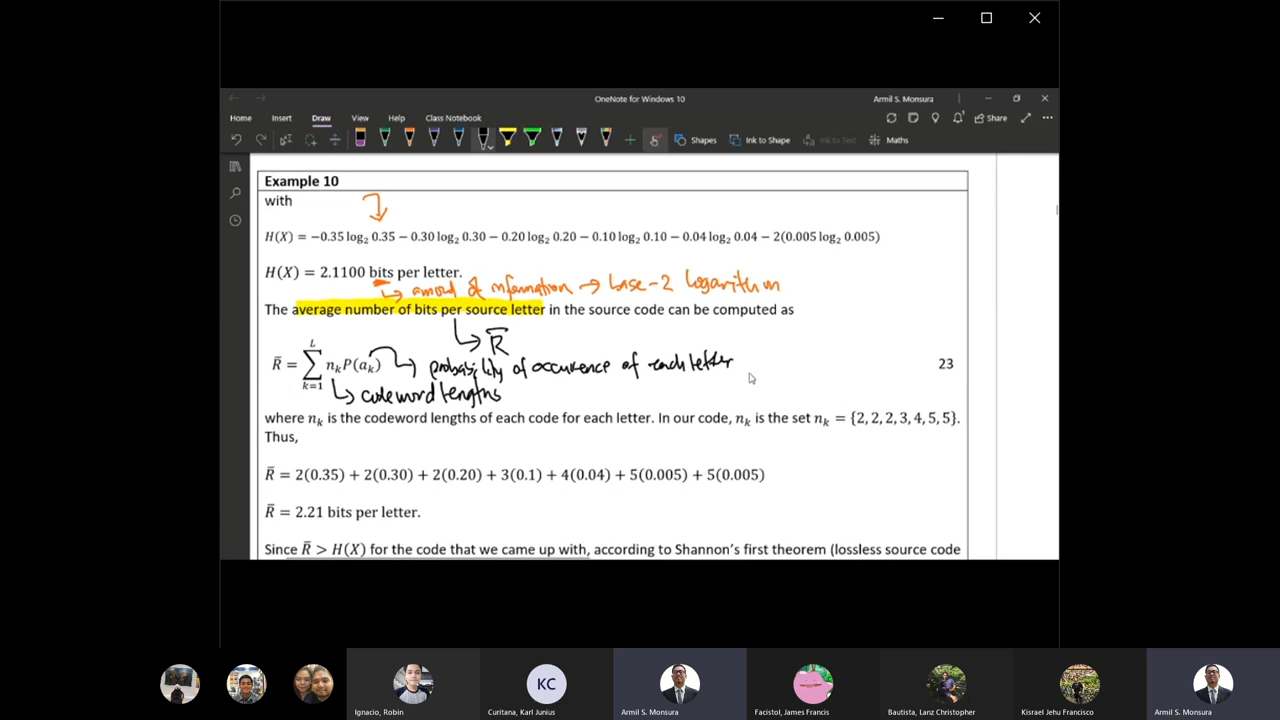 OneNote for Windows 10
Armil S. Monsura
Home Insert Draw View Help Class Notebook
Share
Shapes Ink to Shape Ink to Text Maths
Example 10
with
H(X) = −0.35 log₂ 0.35 − 0.30 log₂ 0.30 − 0.20 log₂ 0.20 − 0.10 log₂ 0.10 − 0.04 log₂ 0.04 − 2(0.005 log₂ 0.005)
H(X) = 2.1100 bits per letter.
amount of information → base-2 logarithm
The average number of bits per source letter in the source code can be computed as
R̄
R̄ = ∑_{k=1}^{L} n_k P(a_k) 23
probability of occurrence of each letter
codeword lengths
where n_k is the codeword lengths of each code for each letter. In our code, n_k is the set n_k = {2, 2, 2, 3, 4, 5, 5}.
Thus,
R̄ = 2(0.35) + 2(0.30) + 2(0.20) + 3(0.1) + 4(0.04) + 5(0.005) + 5(0.005)
R̄ = 2.21 bits per letter.
Since R̄ > H(X) for the code that we came up with, according to Shannon's first theorem (lossless source code
KC
Ignacio, Robin
Curitana, Karl Junius
Armil S. Monsura
Facistol, James Francis
Bautista, Lanz Christopher
Kisrael Jehu Francisco
Armil S. Monsura